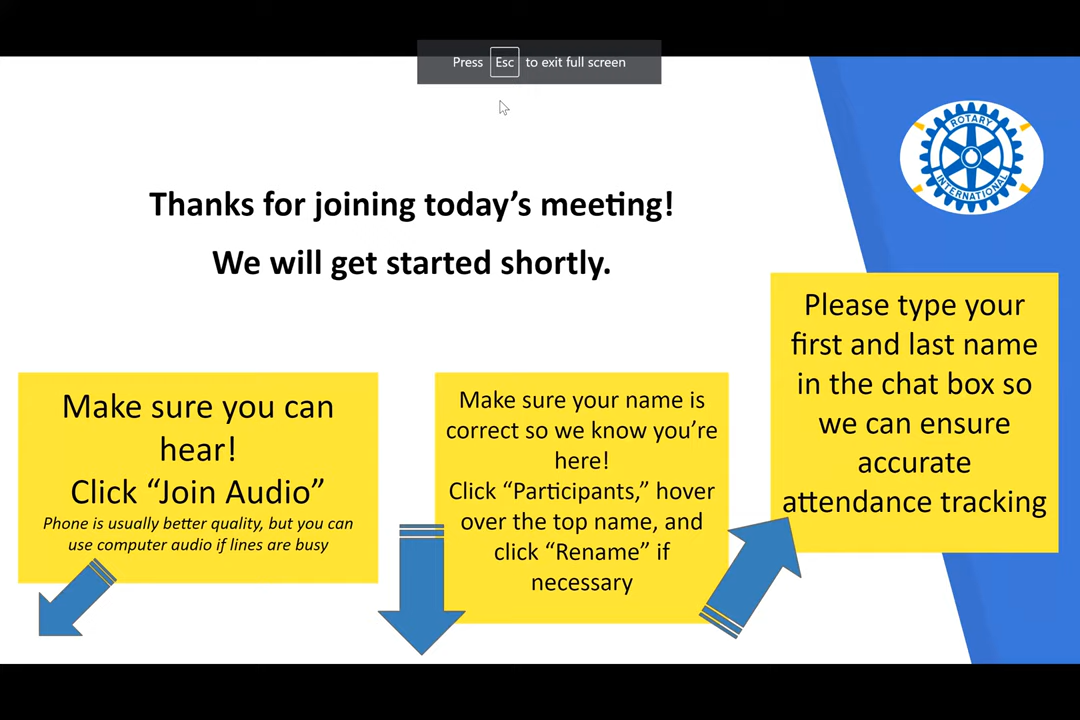 Press Esc to exit full screen
ROTARY
INTERNATIONAL
Thanks for joining today's meeting!
We will get started shortly.
Make sure you can
hear!
Click “Join Audio”
Phone is usually better quality, but you can
use computer audio if lines are busy
Make sure your name is
correct so we know you’re
here!
Click “Participants,” hover
over the top name, and
click “Rename” if
necessary
Please type your
first and last name
in the chat box so
we can ensure
accurate
attendance tracking